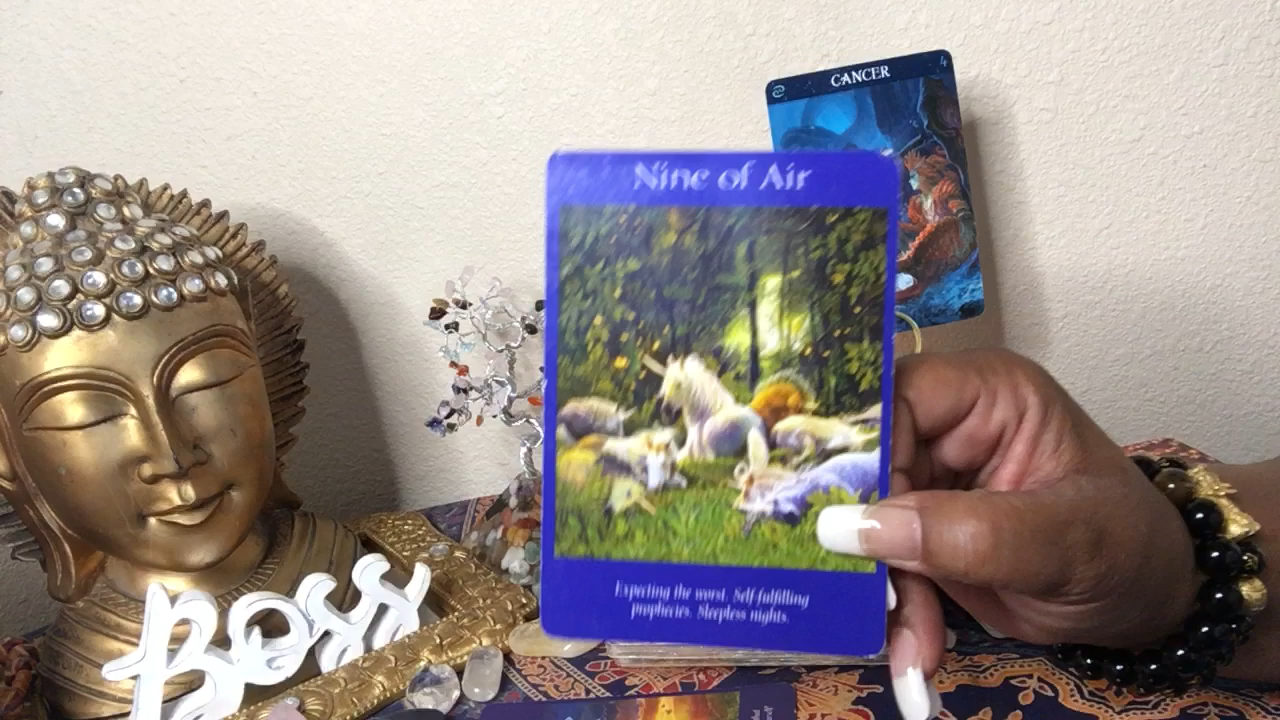 CANCER
4
Nine of Air
Expecting the worst. Self-fulfilling
prophecies. Sleepless nights.
Boss